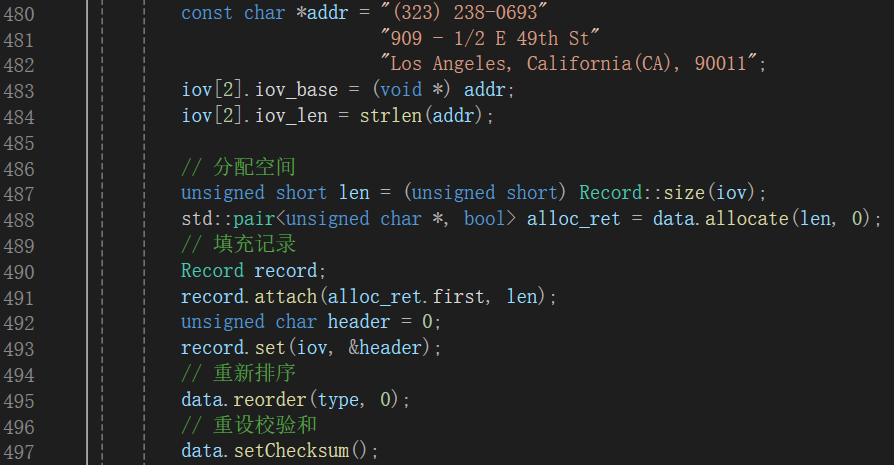 480 const char *addr = "(323) 238-0693"
481 "909 - 1/2 E 49th St"
482 "Los Angeles, California(CA), 90011";
483 iov[2].iov_base = (void *) addr;
484 iov[2].iov_len = strlen(addr);
485
486 // 分配空间
487 unsigned short len = (unsigned short) Record::size(iov);
488 std::pair<unsigned char *, bool> alloc_ret = data.allocate(len, 0);
489 // 填充记录
490 Record record;
491 record.attach(alloc_ret.first, len);
492 unsigned char header = 0;
493 record.set(iov, &header);
494 // 重新排序
495 data.reorder(type, 0);
496 // 重设校验和
497 data.setChecksum();